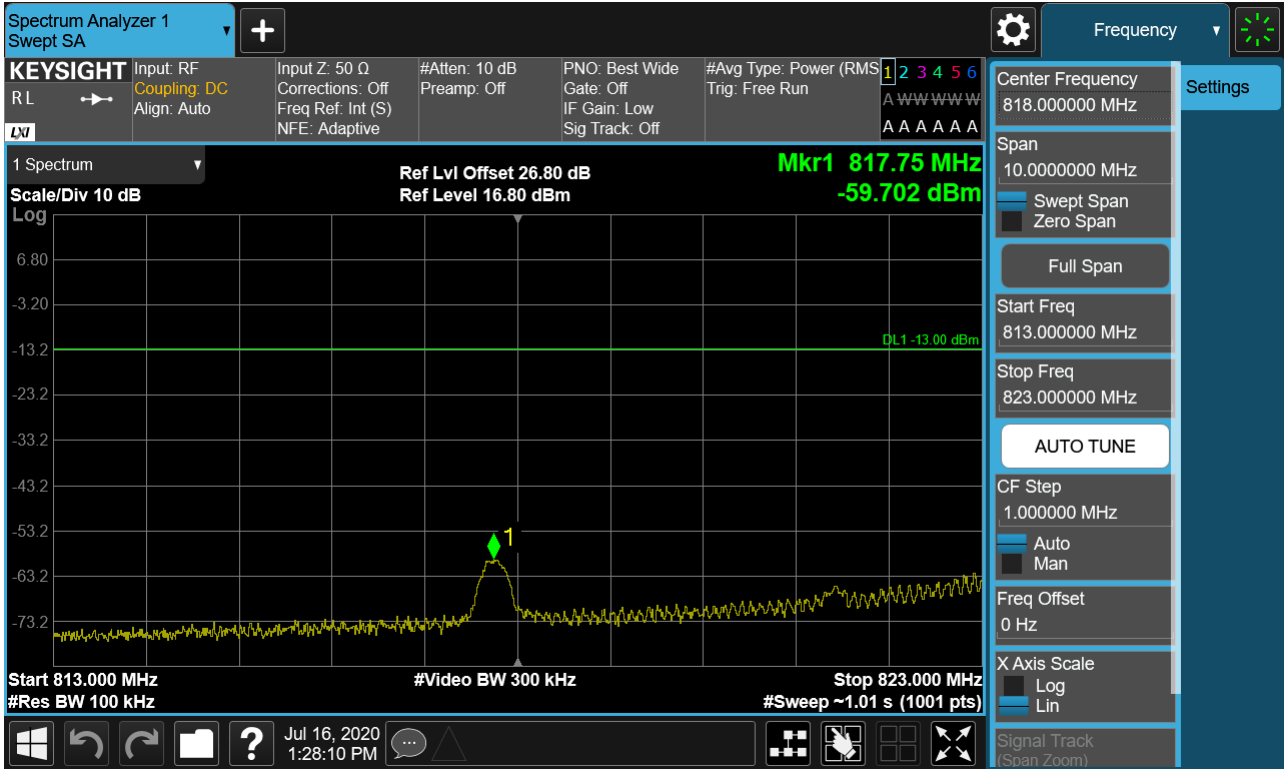 Spectrum Analyzer 1
Swept SA
Frequency
KEYSIGHT
RL
LXI
Input: RF
Coupling: DC
Align: Auto
Input Z: 50 Ω
Corrections: Off
Freq Ref: Int (S)
NFE: Adaptive
#Atten: 10 dB
Preamp: Off
PNO: Best Wide
Gate: Off
IF Gain: Low
Sig Track: Off
#Avg Type: Power (RMS
Trig: Free Run
1 2 3 4 5 6
A W W W W W
A A A A A A
Settings
1 Spectrum
Scale/Div 10 dB
Log
Ref Lvl Offset 26.80 dB
Ref Level 16.80 dBm
Mkr1 817.75 MHz
-59.702 dBm
6.80
-3.20
-13.2
-23.2
-33.2
-43.2
-53.2
-63.2
-73.2
DL1 -13.00 dBm
1
Start 813.000 MHz
#Video BW 300 kHz
Stop 823.000 MHz
#Res BW 100 kHz
#Sweep ~1.01 s (1001 pts)
Center Frequency
818.000000 MHz
Span
10.0000000 MHz
Swept Span
Zero Span
Full Span
Start Freq
813.000000 MHz
Stop Freq
823.000000 MHz
AUTO TUNE
CF Step
1.000000 MHz
Auto
Man
Freq Offset
0 Hz
X Axis Scale
Log
Lin
Signal Track
(Span Zoom)
?
Jul 16, 2020
1:28:10 PM